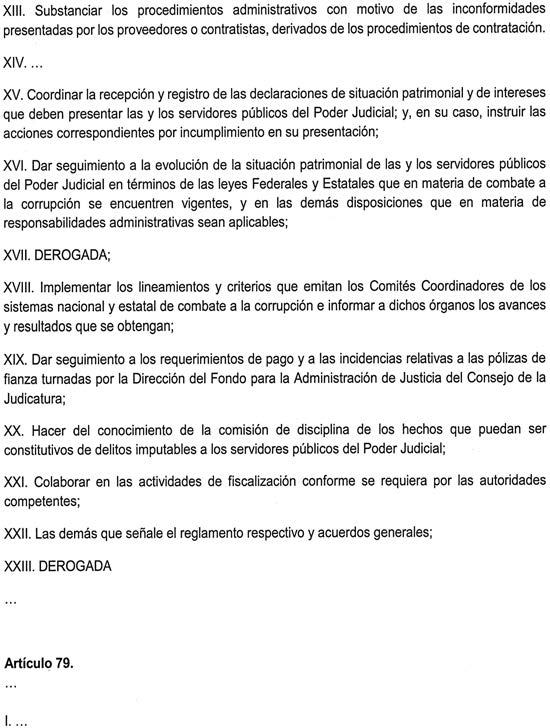 XIII. Substanciar los procedimientos administrativos con motivo de las inconformidades
presentadas por los proveedores o contratistas, derivados de los procedimientos de contratación.
XIV. ...
XV. Coordinar la recepción y registro de las declaraciones de situación patrimonial y de intereses
que deben presentar las y los servidores públicos del Poder Judicial; y, en su caso, instruir las
acciones correspondientes por incumplimiento en su presentación;
XVI. Dar seguimiento a la evolución de la situación patrimonial de las y los servidores públicos
del Poder Judicial en términos de las leyes Federales y Estatales que en materia de combate a
la corrupción se encuentren vigentes, y en las demás disposiciones que en materia de
responsabilidades administrativas sean aplicables;
XVII. DEROGADA;
XVIII. Implementar los lineamientos y criterios que emitan los Comités Coordinadores de los
sistemas nacional y estatal de combate a la corrupción e informar a dichos órganos los avances
y resultados que se obtengan;
XIX. Dar seguimiento a los requerimientos de pago y a las incidencias relativas a las pólizas de
fianza turnadas por la Dirección del Fondo para la Administración de Justicia del Consejo de la
Judicatura;
XX. Hacer del conocimiento de la comisión de disciplina de los hechos que puedan ser
constitutivos de delitos imputables a los servidores públicos del Poder Judicial;
XXI. Colaborar en las actividades de fiscalización conforme se requiera por las autoridades
competentes;
XXII. Las demás que señale el reglamento respectivo y acuerdos generales;
XXIII. DEROGADA
...
Artículo 79.
...
I. ...